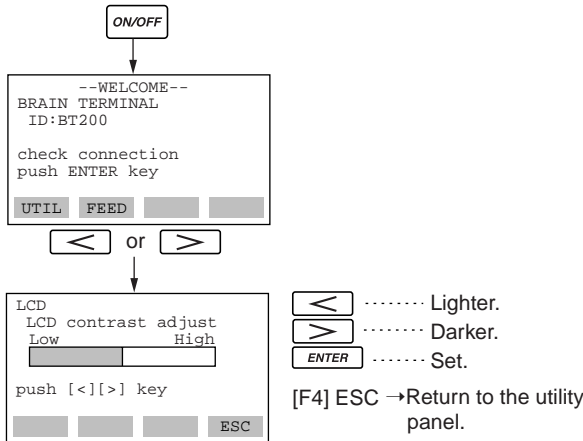 ON/OFF
--WELCOME--
BRAIN TERMINAL
ID:BT200
check connection
push ENTER key
UTIL FEED
< or >
LCD
LCD contrast adjust
Low High
push [<][>] key
ESC
< ········ Lighter.
> ········ Darker.
ENTER ······· Set.
[F4] ESC →Return to the utility
panel.